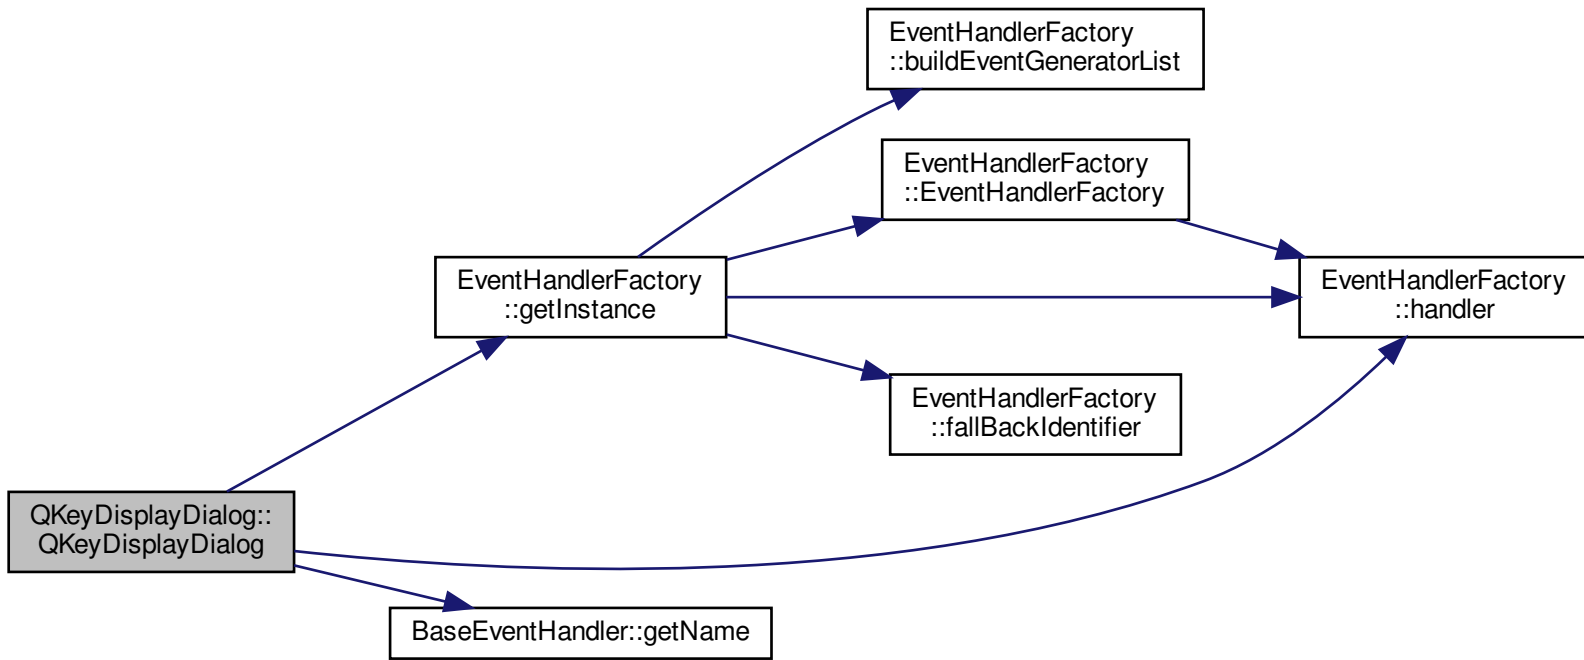 EventHandlerFactory
::buildEventGeneratorList
EventHandlerFactory
::EventHandlerFactory
EventHandlerFactory
::getInstance
EventHandlerFactory
::handler
EventHandlerFactory
::fallBackIdentifier
QKeyDisplayDialog::
QKeyDisplayDialog
BaseEventHandler::getName